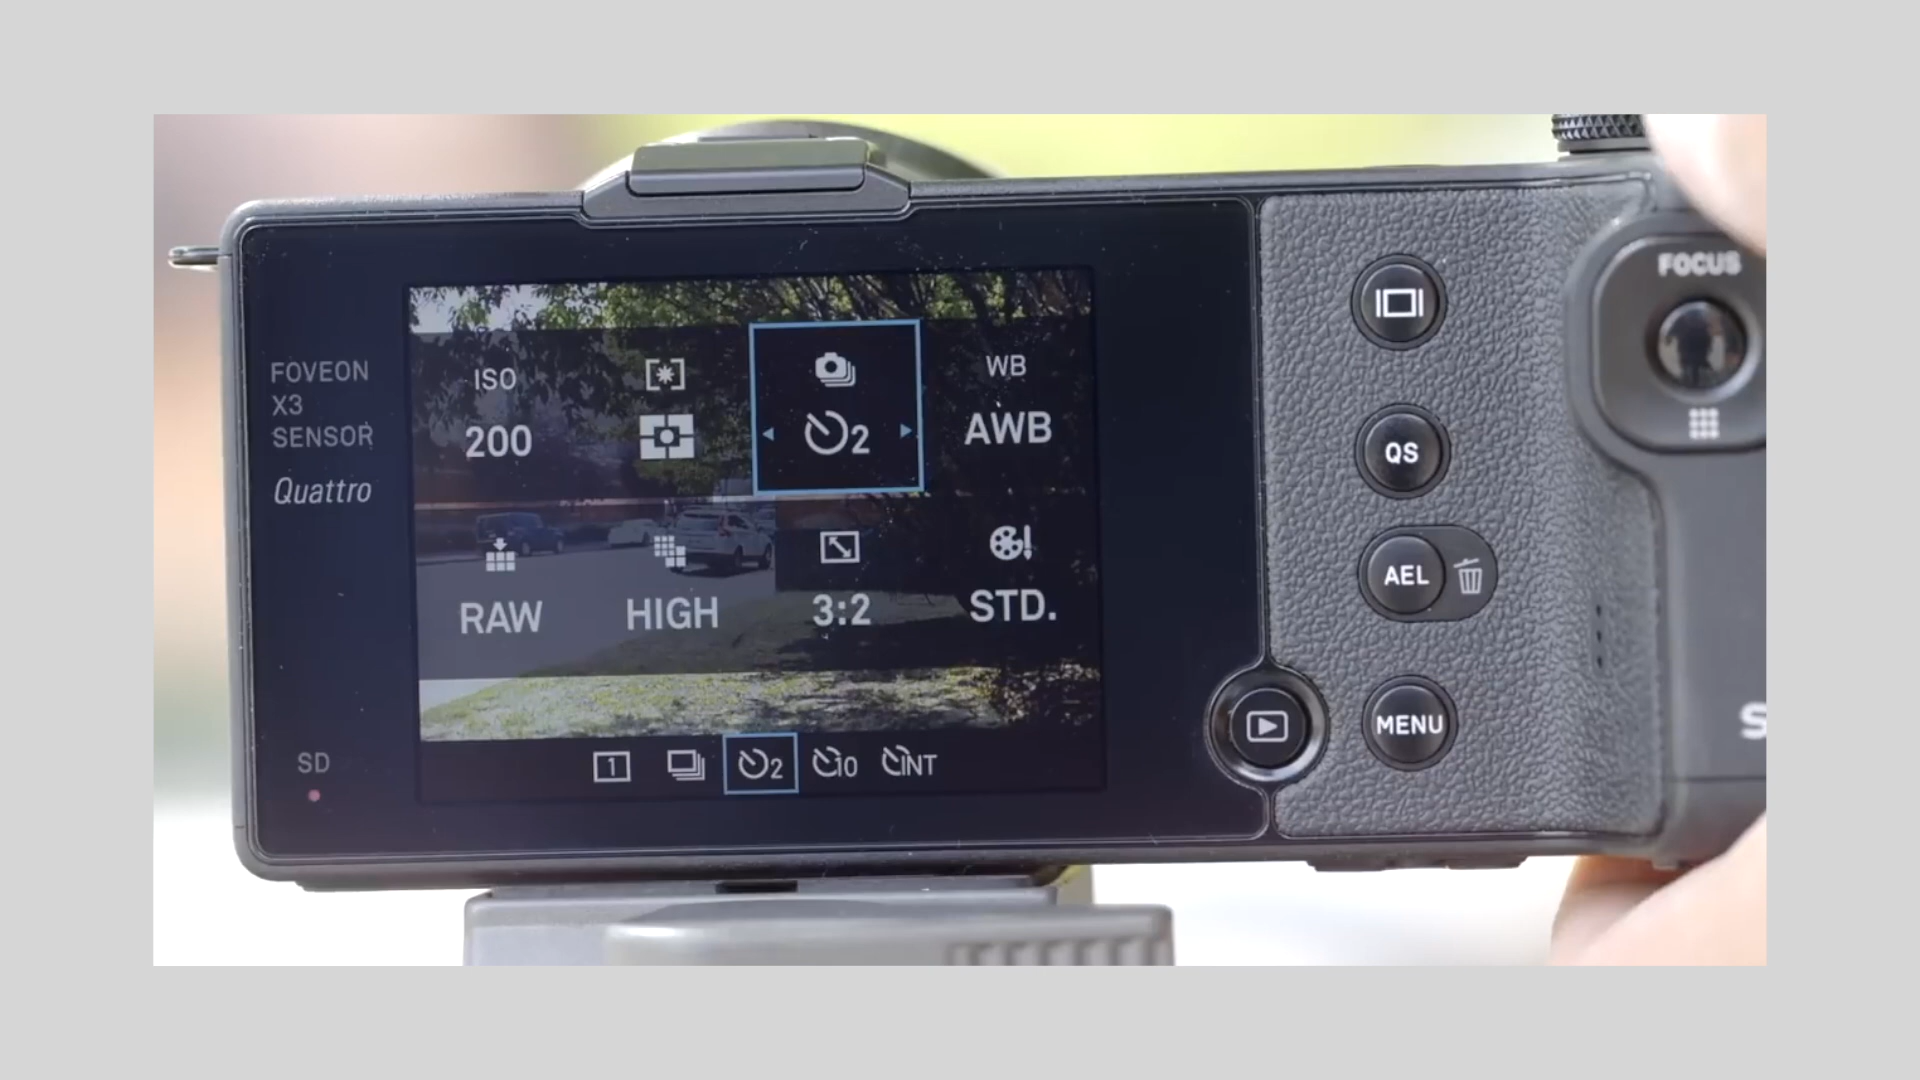 FOCUS
FOVEON
X3
SENSOR
Quattro
ISO
200
WB
AWB
2
RAW
HIGH
3:2
STD.
1
2
10
INT
SD
QS
AEL
MENU
S